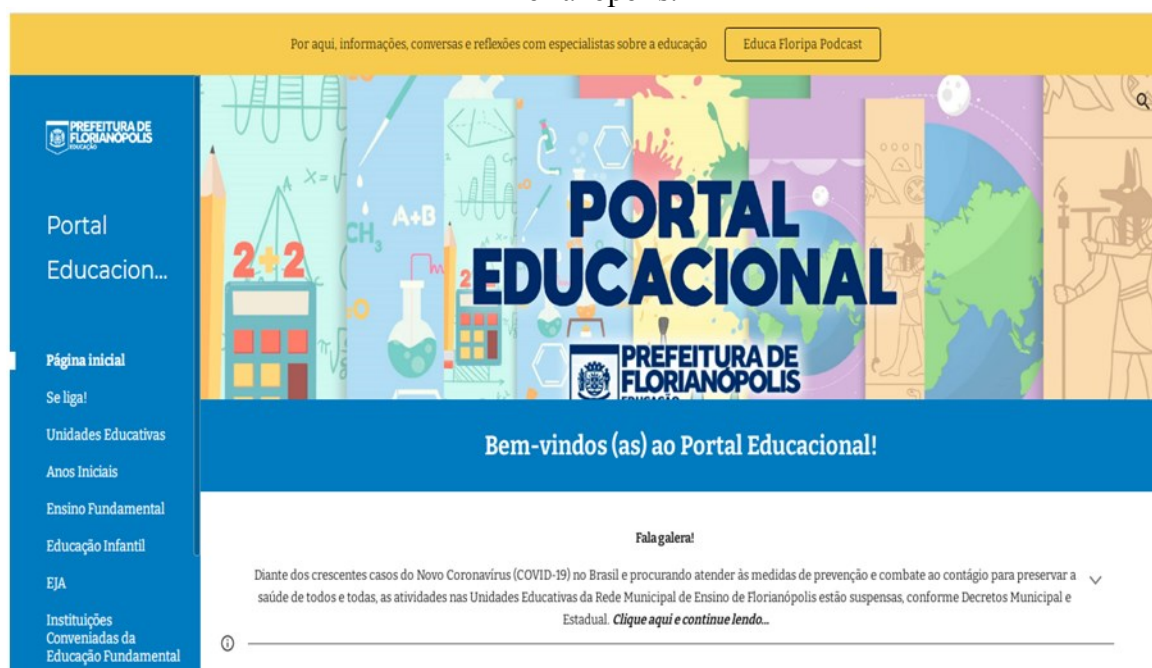 Por aqui, informações, conversas e reflexões com especialistas sobre a educação
Educa Floripa Podcast
PREFEITURA DE
FLORIANÓPOLIS
EDUCAÇÃO
Portal
Educacion...
Página inicial
Se liga!
Unidades Educativas
Anos Iniciais
Ensino Fundamental
Educação Infantil
EJA
Instituições
Conveniadas da
Educação Fundamental
2+2
X=
A+B
CH3
PORTAL
EDUCACIONAL
PREFEITURA DE
FLORIANÓPOLIS
EDUCAÇÃO
Bem-vindos (as) ao Portal Educacional!
Fala galera!
Diante dos crescentes casos do Novo Coronavírus (COVID-19) no Brasil e procurando atender às medidas de prevenção e combate ao contágio para preservar a
saúde de todos e todas, as atividades nas Unidades Educativas da Rede Municipal de Ensino de Florianópolis estão suspensas, conforme Decretos Municipal e
Estadual. Clique aqui e continue lendo...